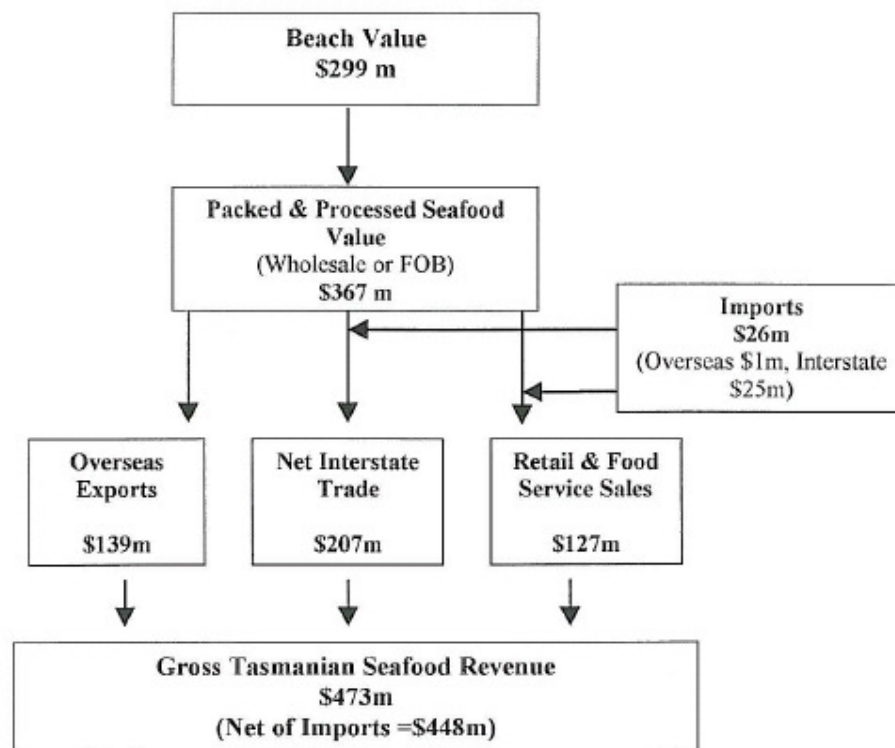 Beach Value
$299 m
Packed & Processed Seafood
Value
(Wholesale or FOB)
$367 m
Imports
$26m
(Overseas $1m, Interstate
$25m)
Overseas
Exports
$139m
Net Interstate
Trade
$207m
Retail & Food
Service Sales
$127m
Gross Tasmanian Seafood Revenue
$473m
(Net of Imports =$448m)